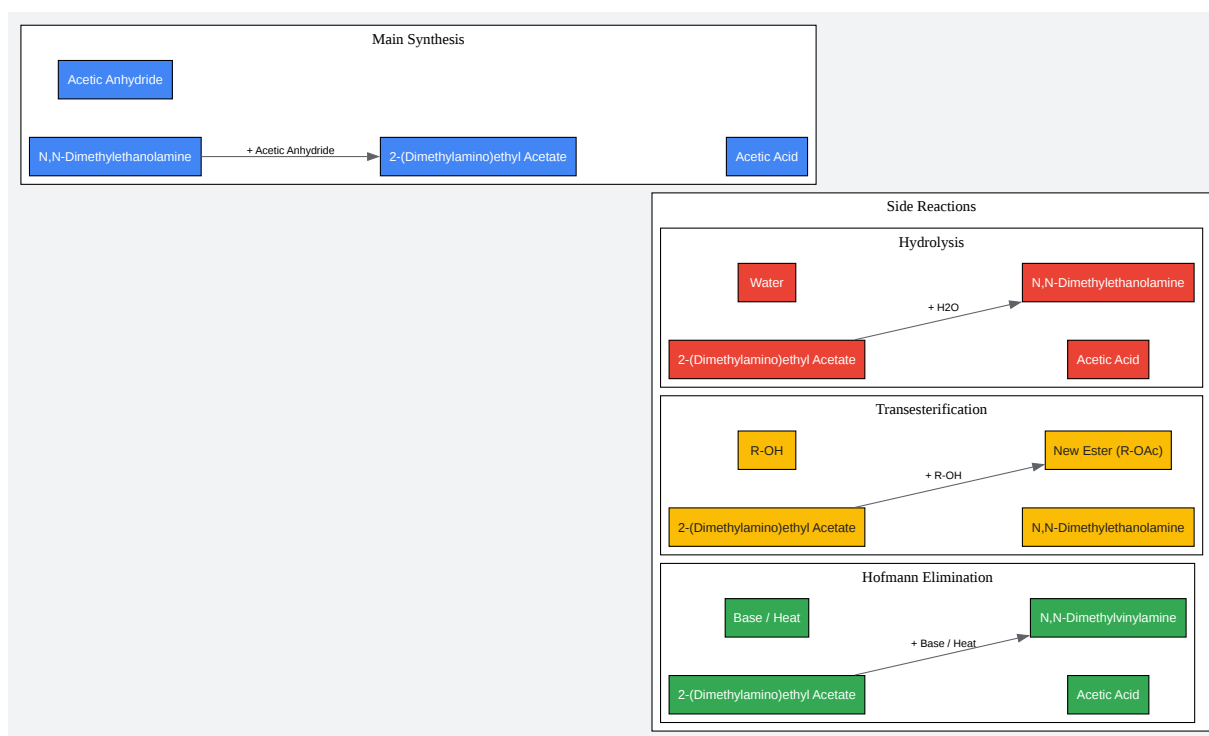 Main Synthesis
Acetic Anhydride
N,N-Dimethylethanolamine
+ Acetic Anhydride
2-(Dimethylamino)ethyl Acetate
Acetic Acid
Side Reactions
Hydrolysis
Water
N,N-Dimethylethanolamine
+ H2O
2-(Dimethylamino)ethyl Acetate
Acetic Acid
Transesterification
R-OH
New Ester (R-OAc)
+ R-OH
2-(Dimethylamino)ethyl Acetate
N,N-Dimethylethanolamine
Hofmann Elimination
Base / Heat
N,N-Dimethylvinylamine
+ Base / Heat
2-(Dimethylamino)ethyl Acetate
Acetic Acid